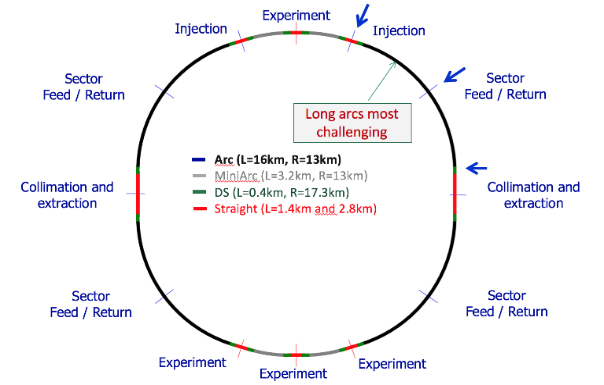 Experiment
Injection
Injection
Sector
Feed / Return
Sector
Feed / Return
Long arcs most
challenging
Arc (L=16km, R=13km)
MiniArc (L=3.2km, R=13km)
DS (L=0.4km, R=17.3km)
Straight (L=1.4km and 2.8km)
Collimation and
extraction
Collimation and
extraction
Sector
Feed / Return
Sector
Feed / Return
Experiment
Experiment
Experiment